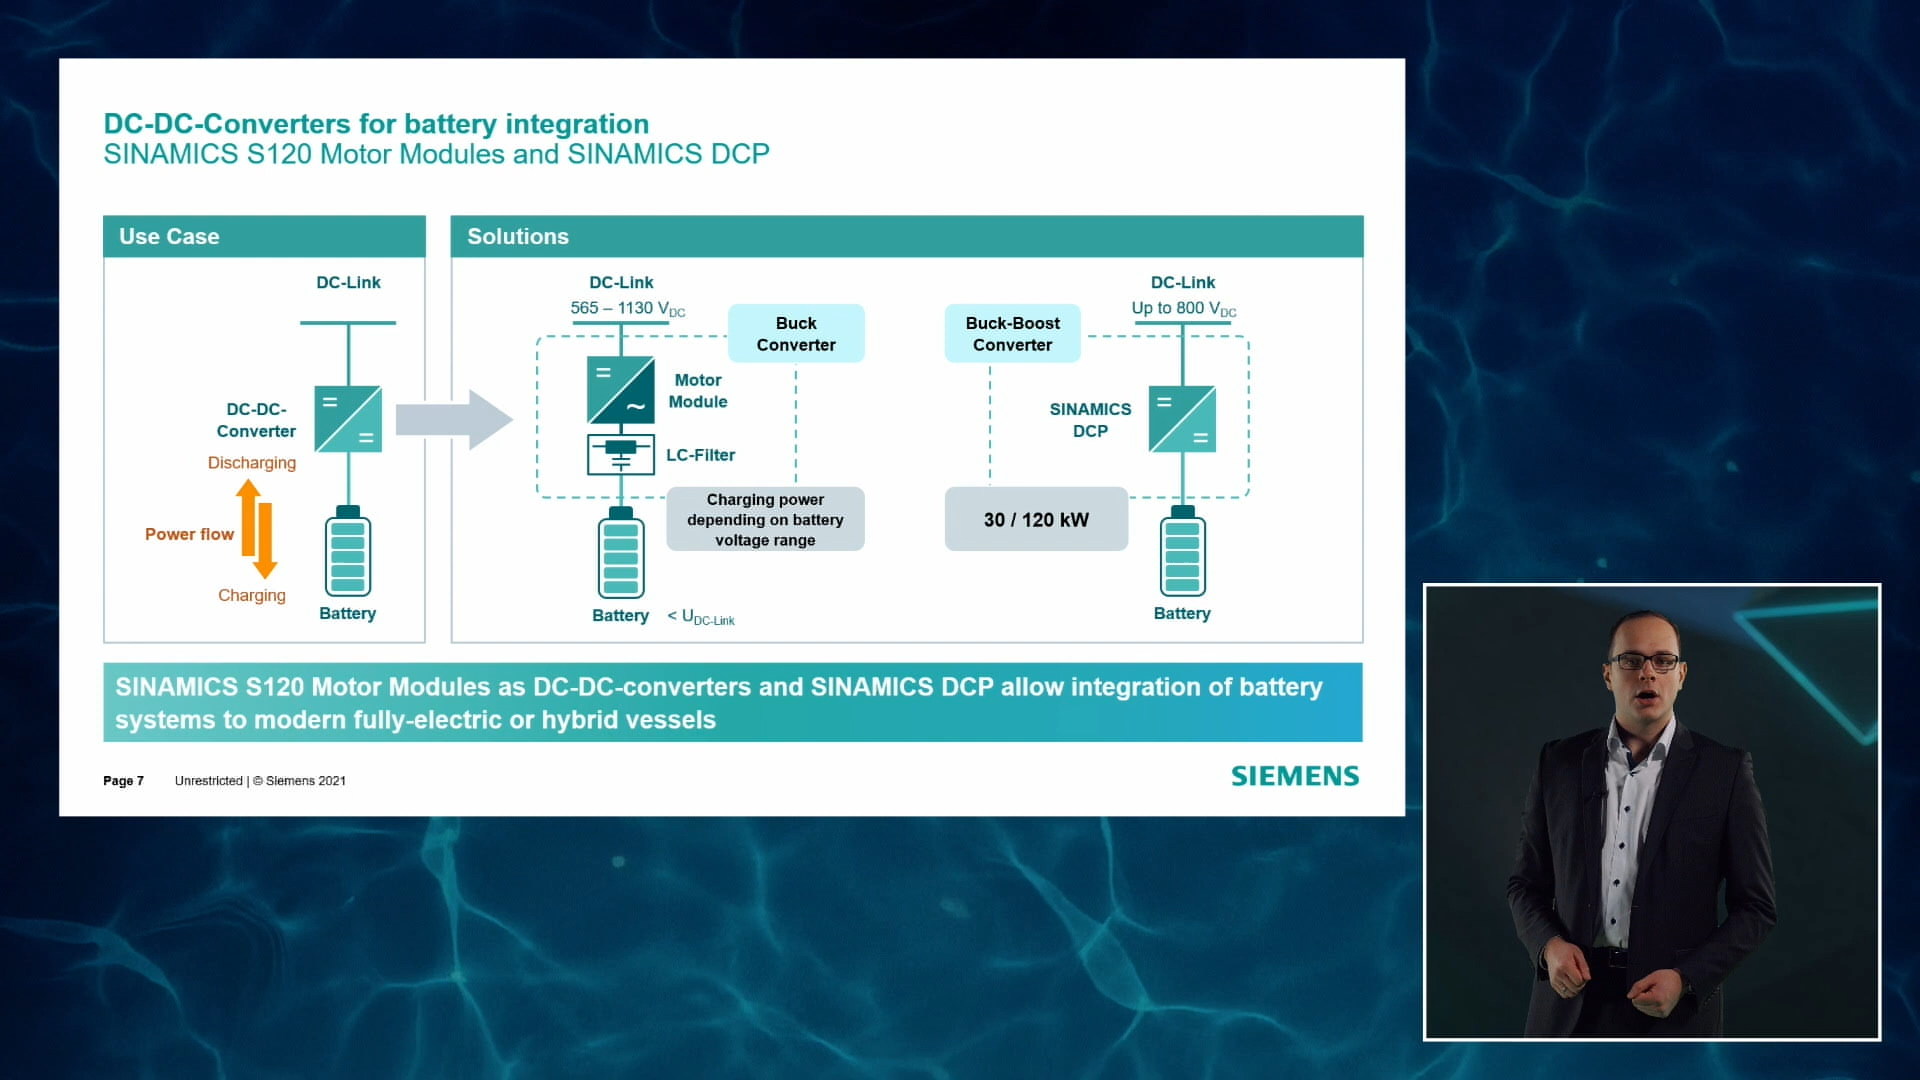 DC-DC-Converters for battery integration
SINAMICS S120 Motor Modules and SINAMICS DCP
Use Case
DC-Link
DC-DC-
Converter
Discharging
Power flow
Charging
Battery
Solutions
DC-Link
565 – 1130 VDC
Buck
Converter
Motor
Module
LC-Filter
Charging power
depending on battery
voltage range
Battery < UDC-Link
DC-Link
Up to 800 VDC
Buck-Boost
Converter
SINAMICS
DCP
30 / 120 kW
Battery
SINAMICS S120 Motor Modules as DC-DC-converters and SINAMICS DCP allow integration of battery
systems to modern fully-electric or hybrid vessels
Page 7 Unrestricted | © Siemens 2021
SIEMENS